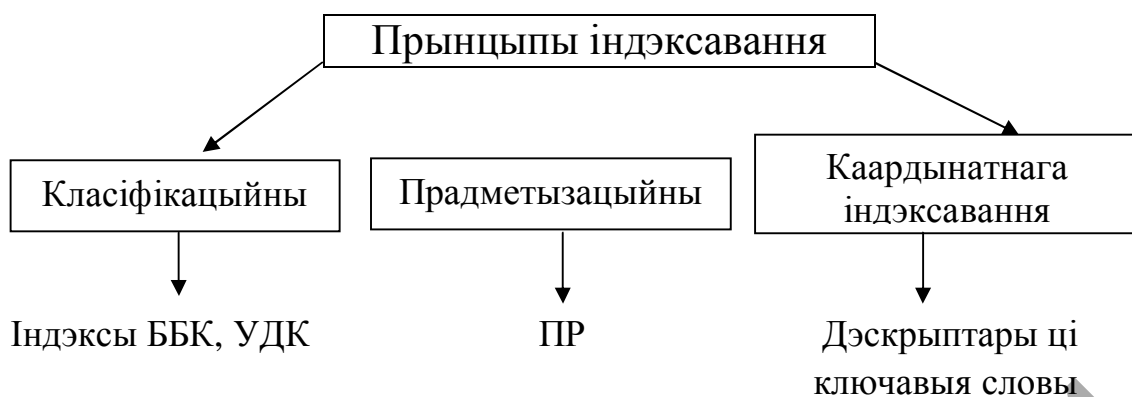 Прынцыпы індэксавання
Класіфікацыйны
Прадметызацыйны
Каардынатнага
індэксавання
Індэксы ББК, УДК
ПР
Дэскрыптары ці
ключавыя словы